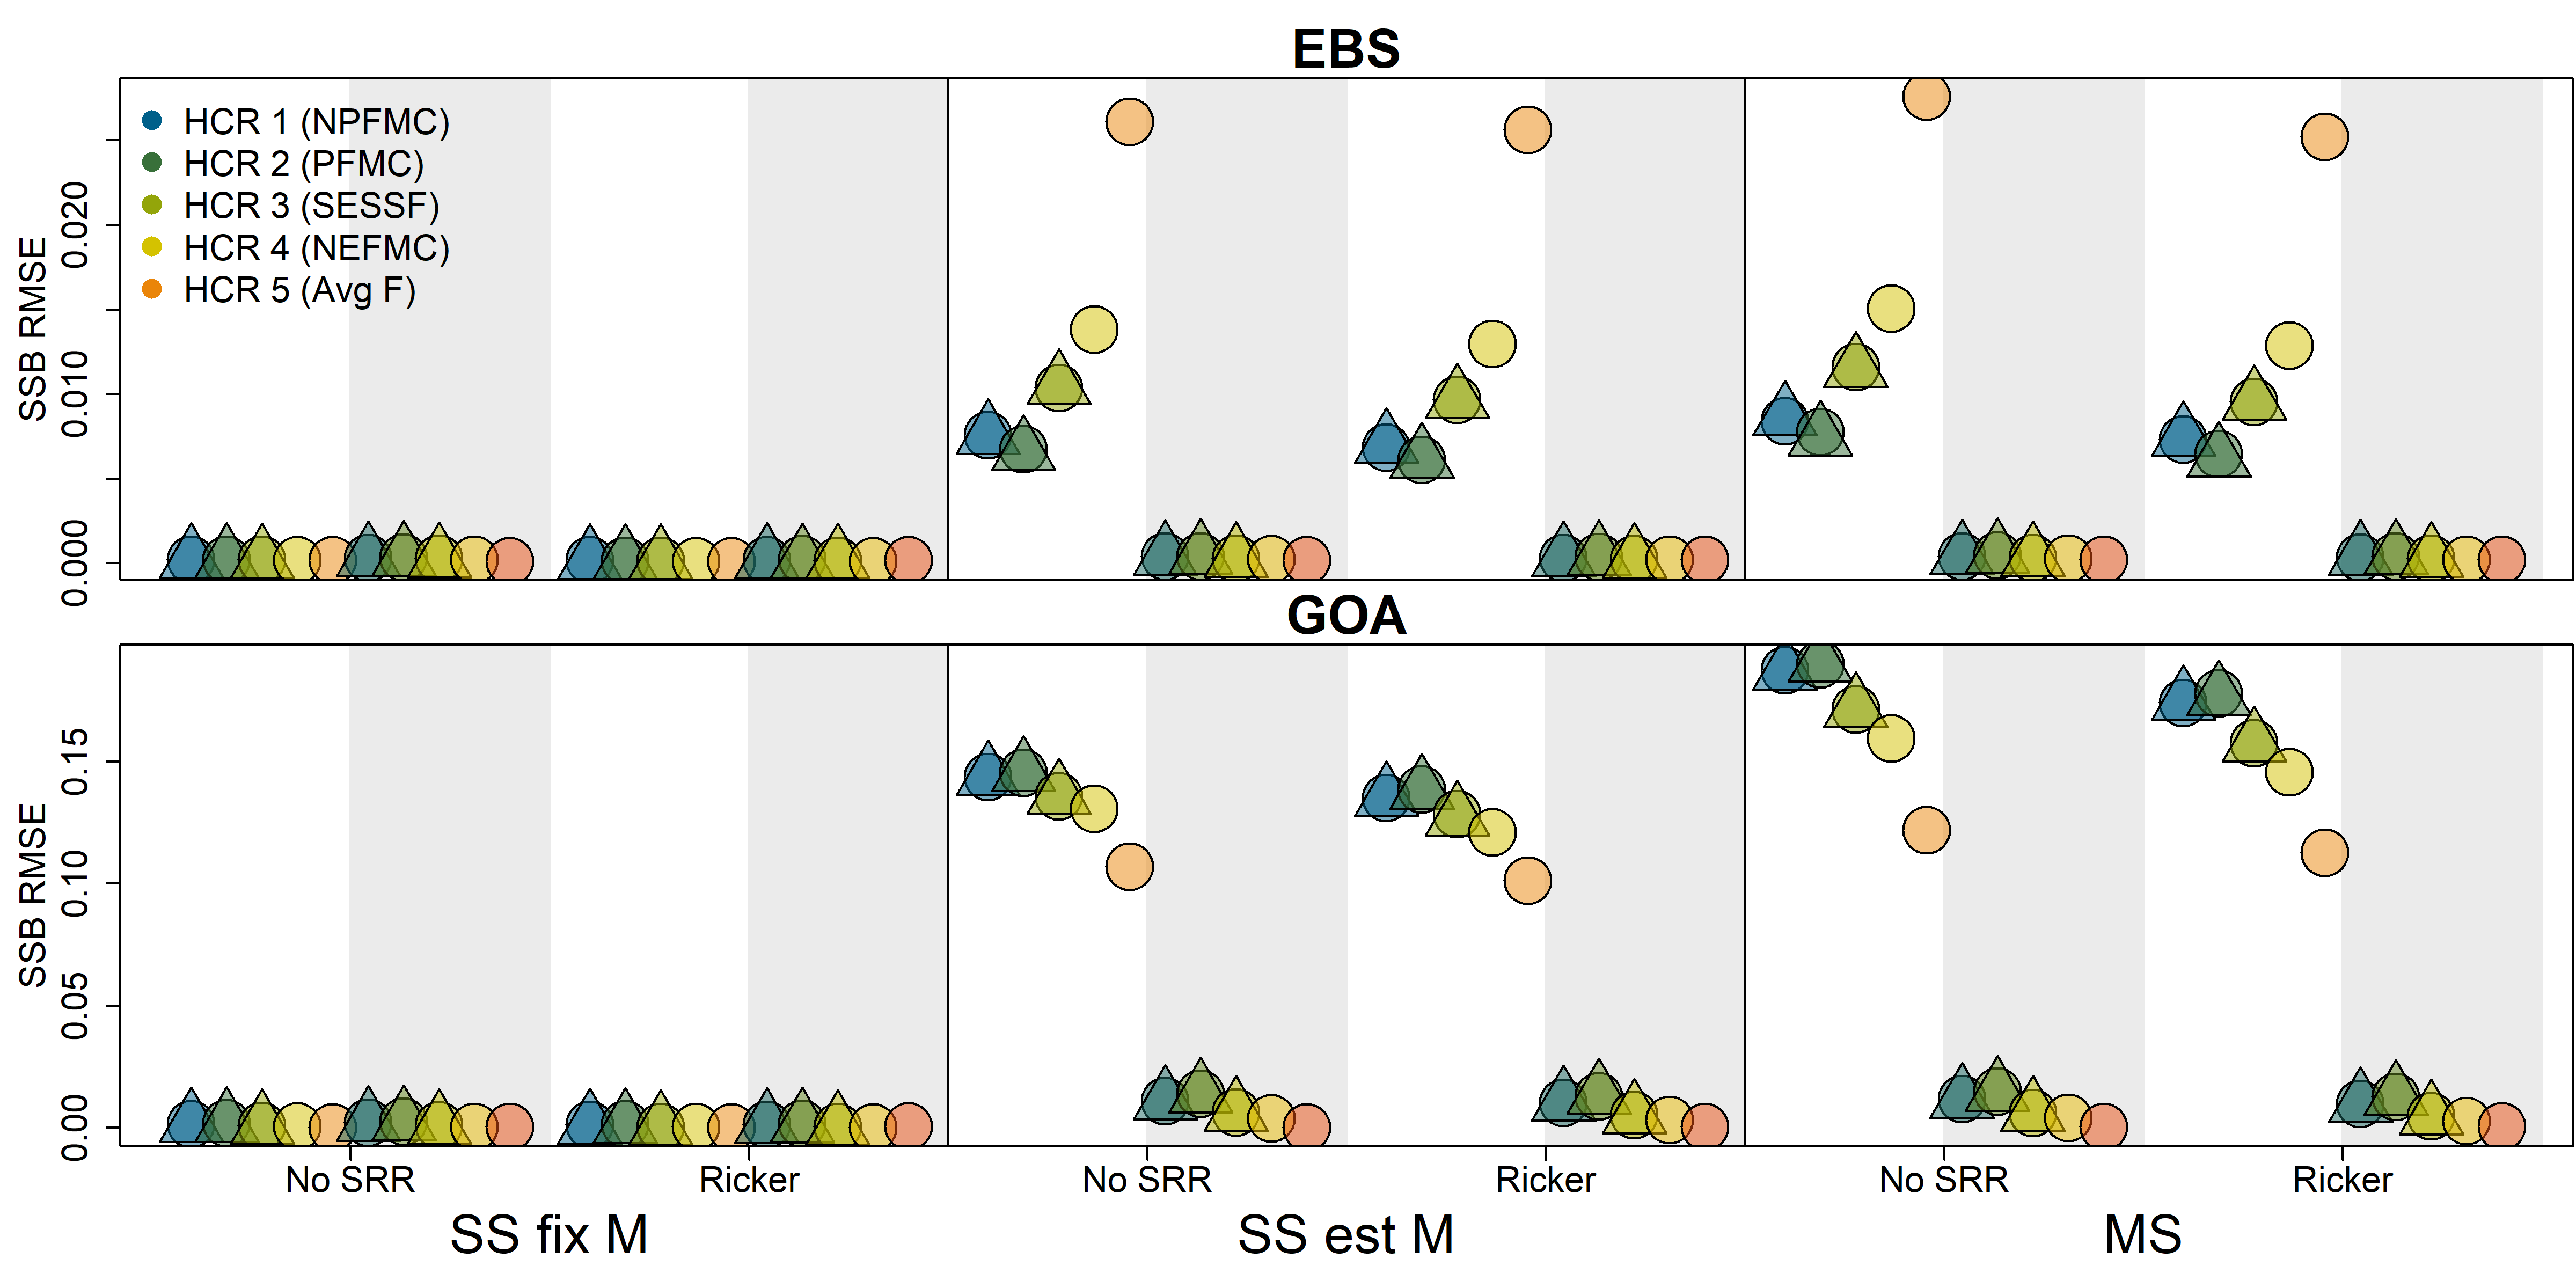 EBS
HCR 1 (NPFMC)
HCR 2 (PFMC)
HCR 3 (SESSF)
HCR 4 (NEFMC)
HCR 5 (Avg F)
SSB RMSE
0.020
0.010
0.000
GOA
SSB RMSE
0.15
0.10
0.05
0.00
No SRR Ricker No SRR Ricker No SRR Ricker
SS fix M SS est M MS